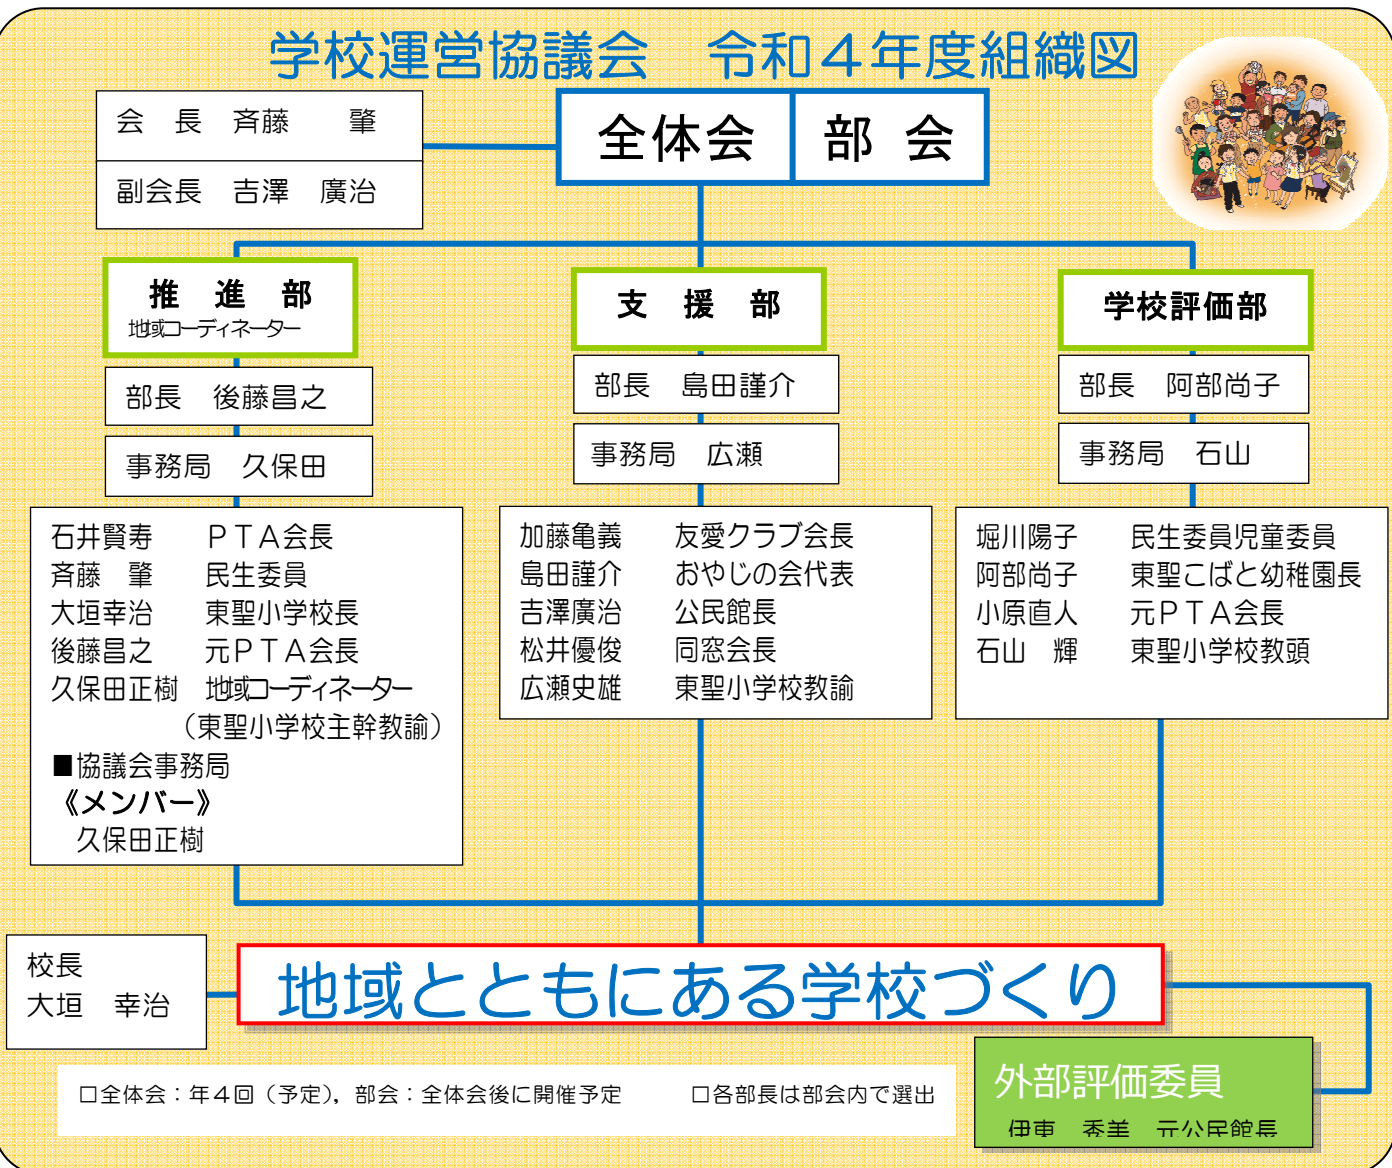 学校運営協議会　令和４年度組織図
会　長　斉藤　　肇
副会長　吉澤　廣治
全体会
部 会
推 進 部
地域コーディネーター
部長　後藤昌之
事務局　久保田
石井賢寿　ＰＴＡ会長
斉藤　肇　民生委員
大垣幸治　東聖小学校長
後藤昌之　元ＰＴＡ会長
久保田正樹　地域コーディネーター
（東聖小学校主幹教諭）
■協議会事務局
《メンバー》
久保田正樹
支 援 部
部長　島田謹介
事務局　広瀬
加藤亀義　友愛クラブ会長
島田謹介　おやじの会代表
吉澤廣治　公民館長
松井優俊　同窓会長
広瀬史雄　東聖小学校教諭
学校評価部
部長　阿部尚子
事務局　石山
堀川陽子　民生委員児童委員
阿部尚子　東聖こばと幼稚園長
小原直人　元ＰＴＡ会長
石山　輝　東聖小学校教頭
校長
大垣　幸治
地域とともにある学校づくり
□全体会：年４回（予定），部会：全体会後に開催予定　　□各部長は部会内で選出
外部評価委員
伊東　秀美　元公民館長